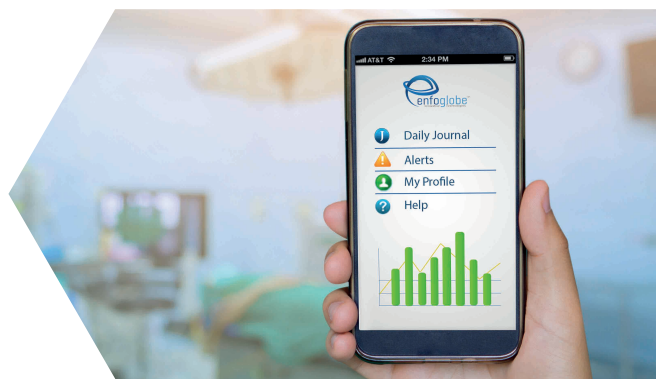 AT&T 2:34 PM
enfoglobe
J Daily Journal
Alerts
My Profile
? Help